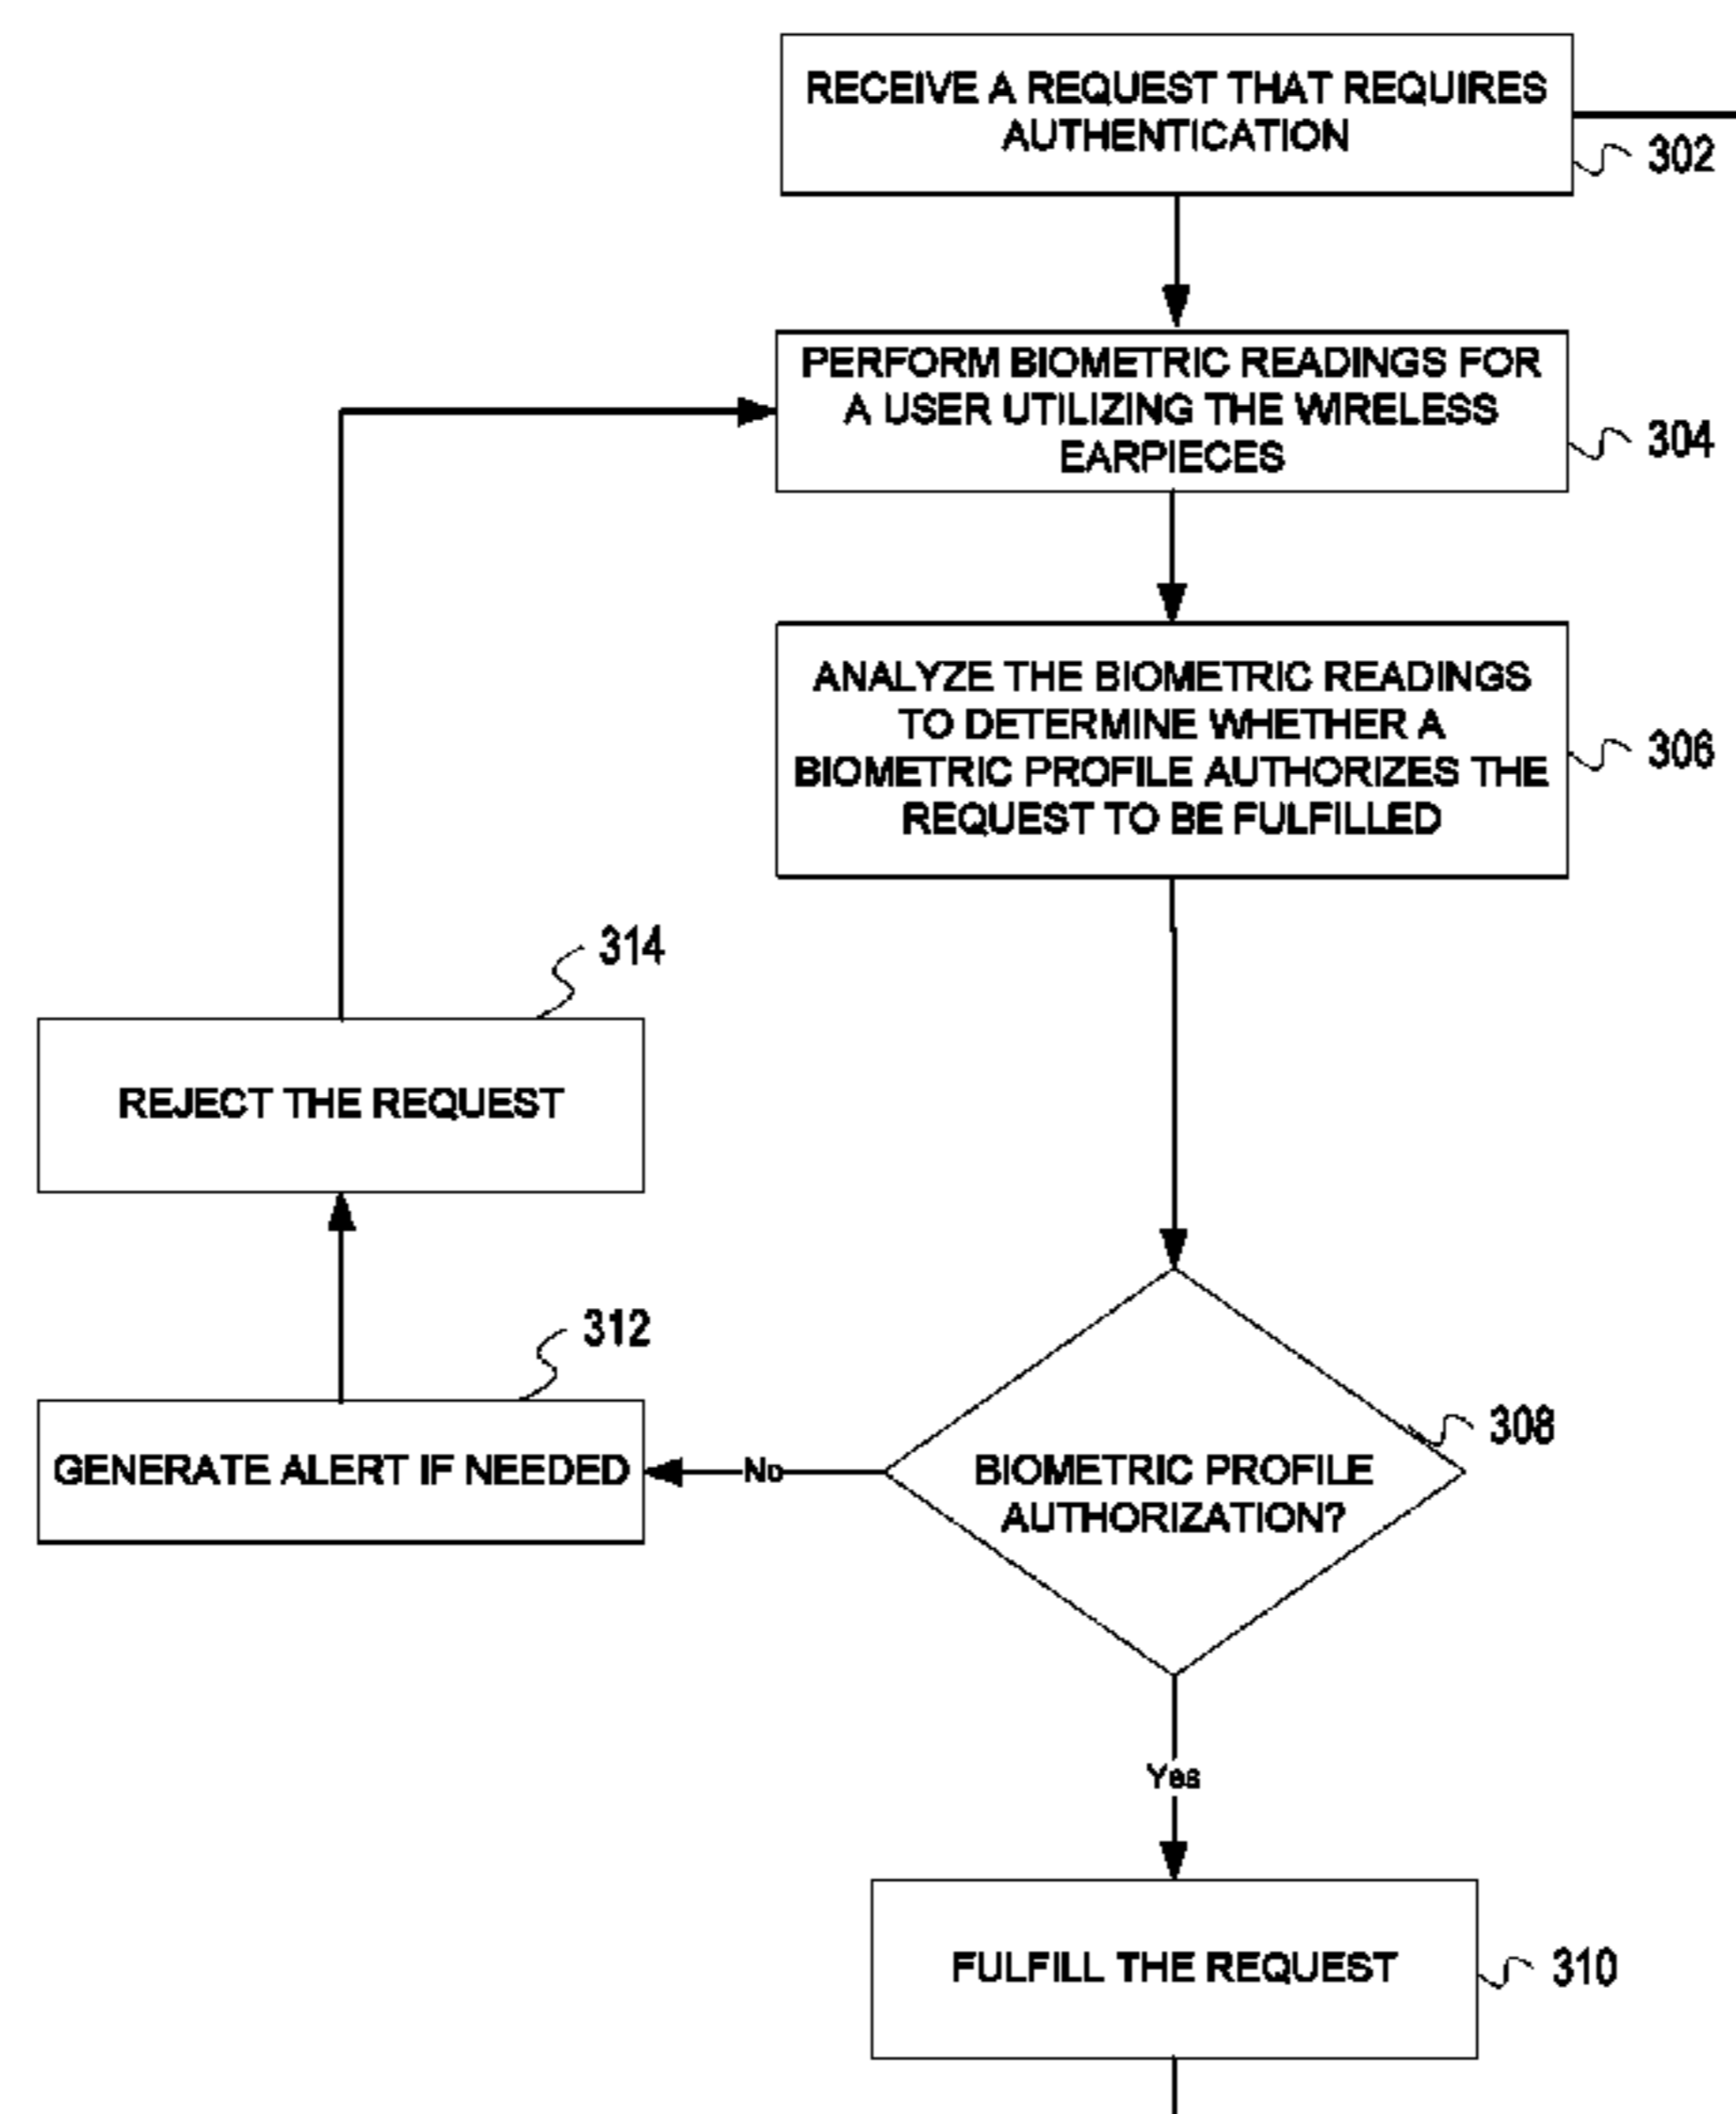 RECEIVE A REQUEST THAT REQUIRES
AUTHENTICATION
302
PERFORM BIOMETRIC READINGS FOR
A USER UTILIZING THE WIRELESS
EARPIECES
304
ANALYZE THE BIOMETRIC READINGS
TO DETERMINE WHETHER A
BIOMETRIC PROFILE AUTHORIZES THE
REQUEST TO BE FULFILLED
306
314
REJECT THE REQUEST
312
GENERATE ALERT IF NEEDED
No
BIOMETRIC PROFILE
AUTHORIZATION?
308
Yes
FULFILL THE REQUEST
310